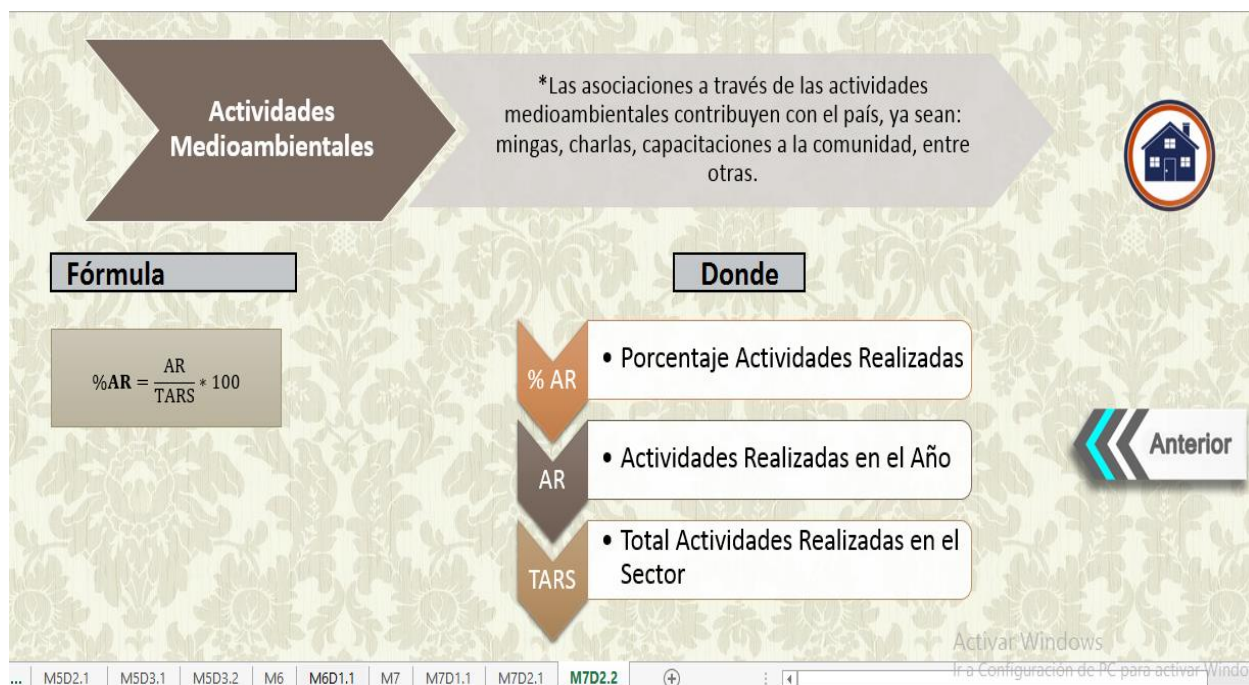 Actividades
Medioambientales
*Las asociaciones a través de las actividades
medioambientales contribuyen con el país, ya sean:
mingas, charlas, capacitaciones a la comunidad, entre
otras.
Fórmula
Donde
%AR = AR/TARS * 100
% AR
• Porcentaje Actividades Realizadas
AR
• Actividades Realizadas en el Año
TARS
• Total Actividades Realizadas en el
Sector
Anterior
Activar Windows
Ir a Configuración de PC para activar Windo
... M5D2.1 M5D3.1 M5D3.2 M6 M6D1.1 M7 M7D1.1 M7D2.1 M7D2.2